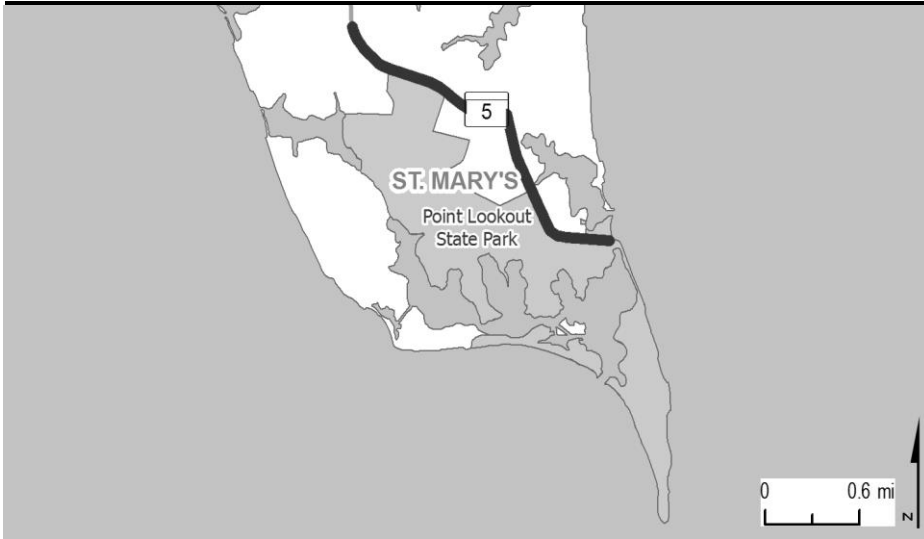 5
ST. MARY'S
Point Lookout
State Park
0 0.6 mi
N